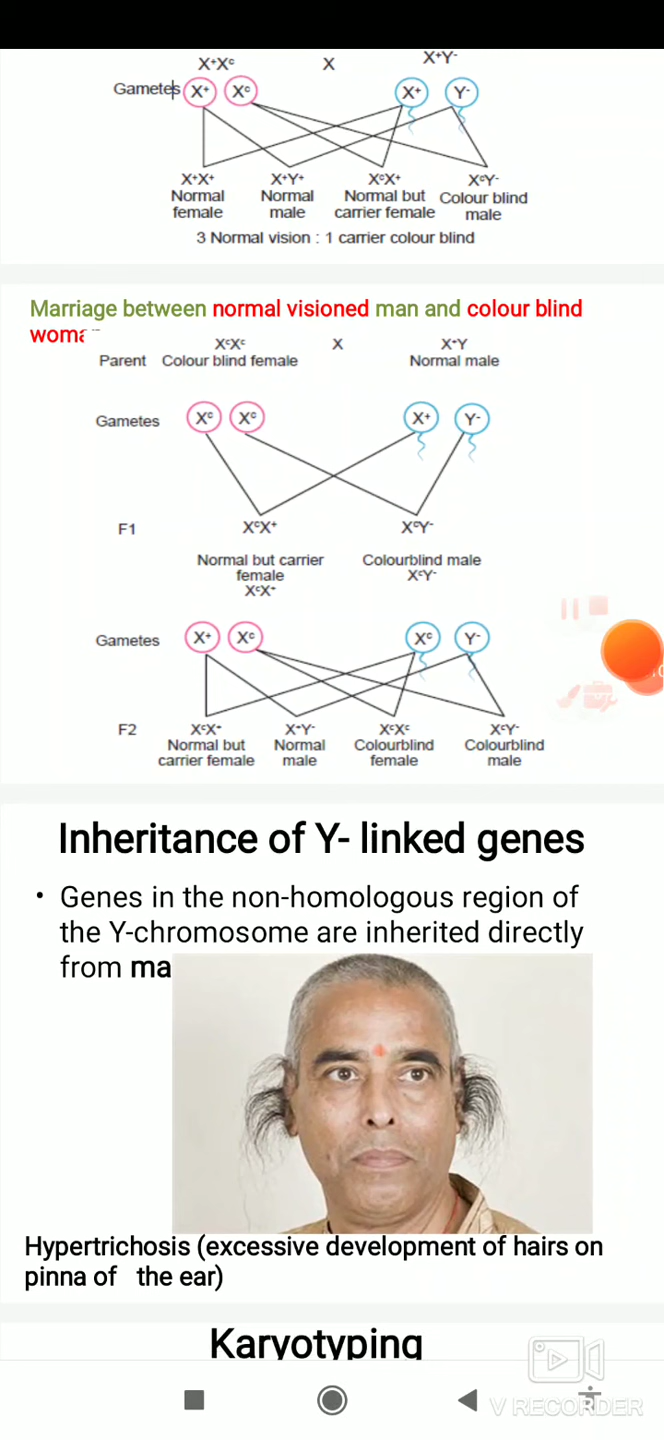 X⁺Xᶜ X X⁺Y⁻
Gametes X⁺ Xᶜ X⁺ Y⁻
X⁺X⁺ X⁺Y⁺ XᶜX⁺ XᶜY⁻
Normal Normal Normal but Colour blind
female male carrier female male
3 Normal vision : 1 carrier colour blind
Marriage between normal visioned man and colour blind
XᶜXᶜ X X⁺Y
Parent Colour blind female Normal male
Gametes Xᶜ Xᶜ X⁺ Y⁻
F1 XᶜX⁺ XᶜY⁻
Normal but carrier Colourblind male
female XᶜY⁻
XᶜX⁺
Gametes X⁺ Xᶜ Xᶜ Y⁻
F2 XᶜX⁺ X⁺Y⁻ XᶜXᶜ XᶜY⁻
Normal but Normal Colourblind Colourblind
carrier female male female male
Inheritance of Y- linked genes
• Genes in the non-homologous region of
the Y-chromosome are inherited directly
from ma
Hypertrichosis (excessive development of hairs on
pinna of the ear)
Karyotyping
V RECORDER